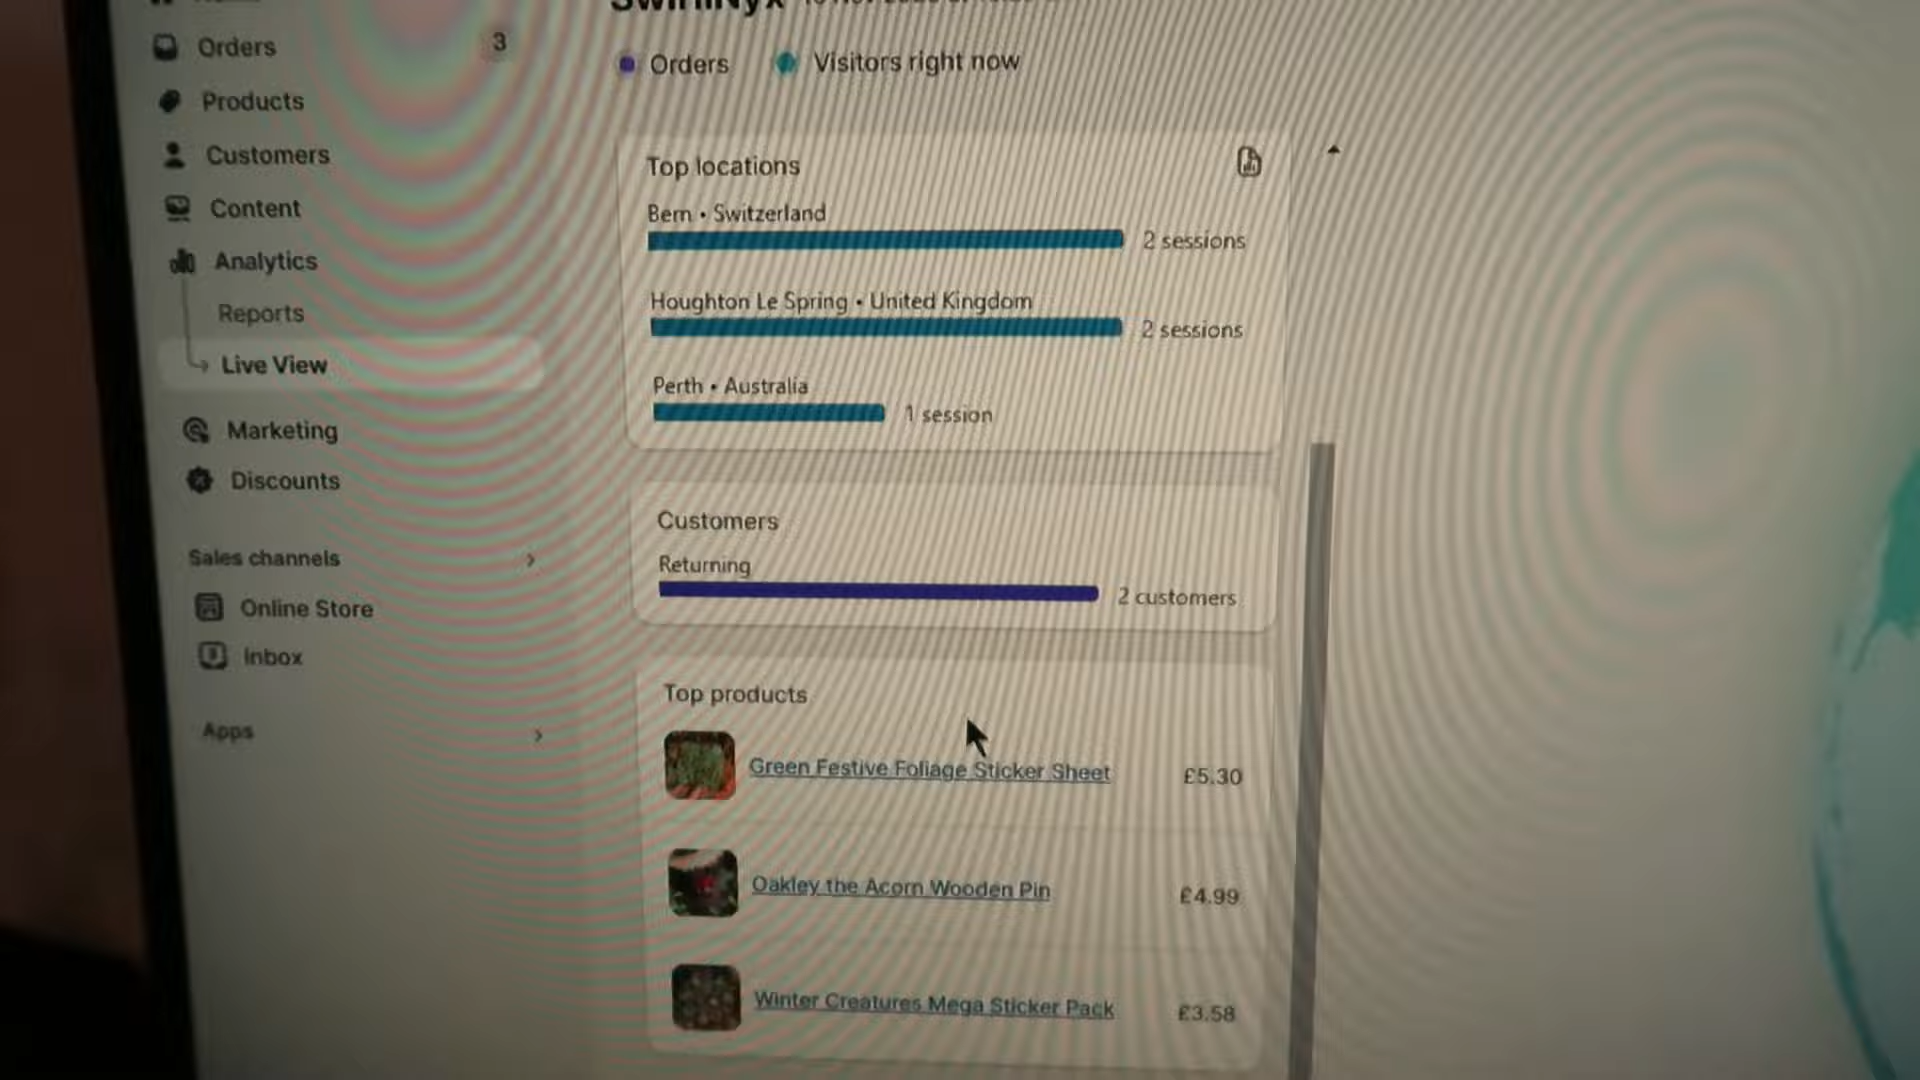 Orders 3
Products
Customers
Content
Analytics
Reports
Live View
Marketing
Discounts
Sales channels
Online Store
Inbox
Apps
Orders Visitors right now
Top locations
Bern • Switzerland
2 sessions
Houghton Le Spring • United Kingdom
2 sessions
Perth • Australia
1 session
Customers
Returning
2 customers
Top products
Green Festive Foliage Sticker Sheet £5.30
Oakley the Acorn Wooden Pin £4.99
Winter Creatures Mega Sticker Pack £3.58